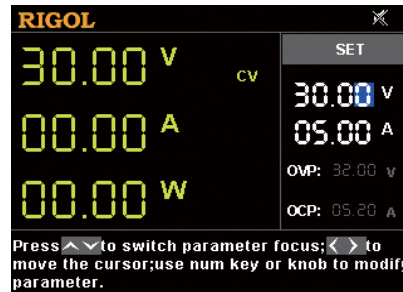 RIGOL
30.00 V
CV
00.00 A
00.00 W
SET
30.00 V
05.00 A
OVP: 32.00 V
OCP: 05.20 A
Press to switch parameter focus; to
move the cursor;use num key or knob to modify
parameter.